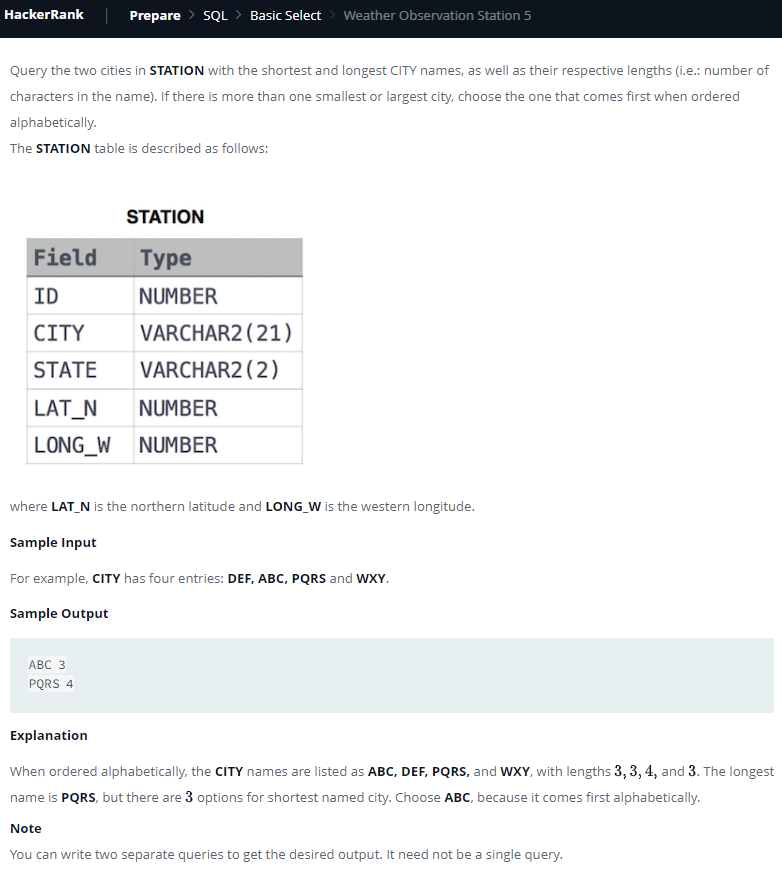 HackerRank | Prepare > SQL > Basic Select > Weather Observation Station 5
Query the two cities in STATION with the shortest and longest CITY names, as well as their respective lengths (i.e.: number of
characters in the name). If there is more than one smallest or largest city, choose the one that comes first when ordered
alphabetically.
The STATION table is described as follows:
STATION
Field Type
ID NUMBER
CITY VARCHAR2(21)
STATE VARCHAR2(2)
LAT_N NUMBER
LONG_W NUMBER
where LAT_N is the northern latitude and LONG_W is the western longitude.
Sample Input
For example, CITY has four entries: DEF, ABC, PQRS and WXY.
Sample Output
ABC 3
PQRS 4
Explanation
When ordered alphabetically, the CITY names are listed as ABC, DEF, PQRS, and WXY, with lengths 3, 3, 4, and 3. The longest
name is PQRS, but there are 3 options for shortest named city. Choose ABC, because it comes first alphabetically.
Note
You can write two separate queries to get the desired output. It need not be a single query.